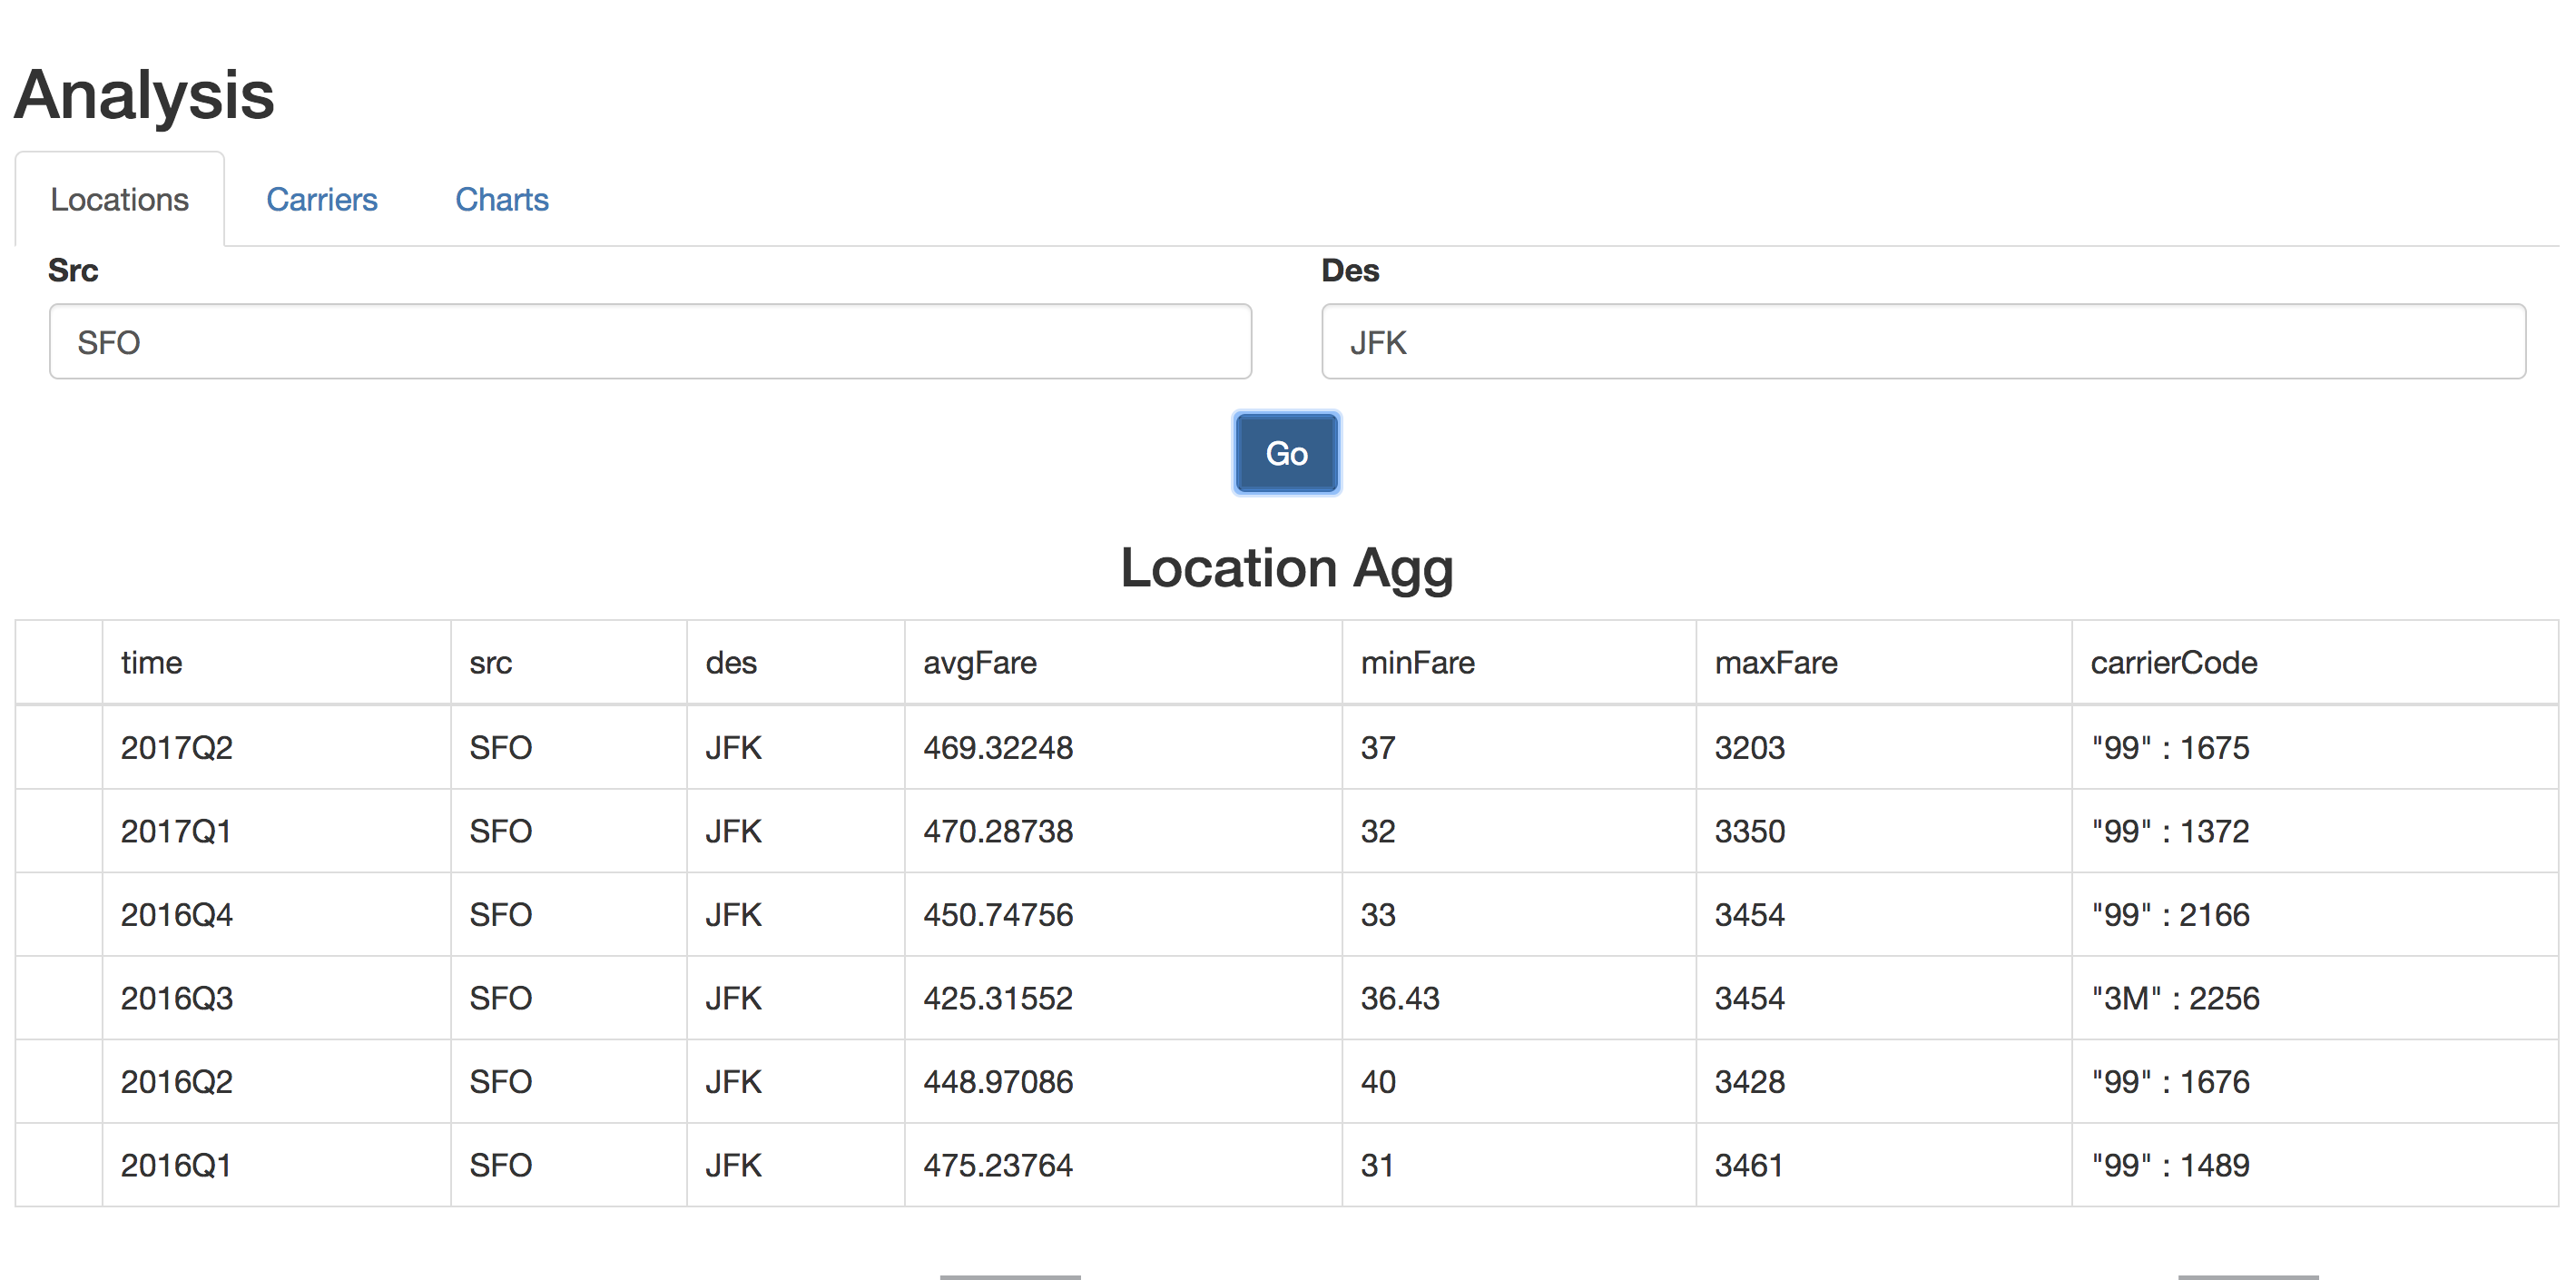 Analysis
Locations Carriers Charts
Src Des
SFO JFK
Go
Location Agg
time src des avgFare minFare maxFare carrierCode
2017Q2 SFO JFK 469.32248 37 3203 "99" : 1675
2017Q1 SFO JFK 470.28738 32 3350 "99" : 1372
2016Q4 SFO JFK 450.74756 33 3454 "99" : 2166
2016Q3 SFO JFK 425.31552 36.43 3454 "3M" : 2256
2016Q2 SFO JFK 448.97086 40 3428 "99" : 1676
2016Q1 SFO JFK 475.23764 31 3461 "99" : 1489